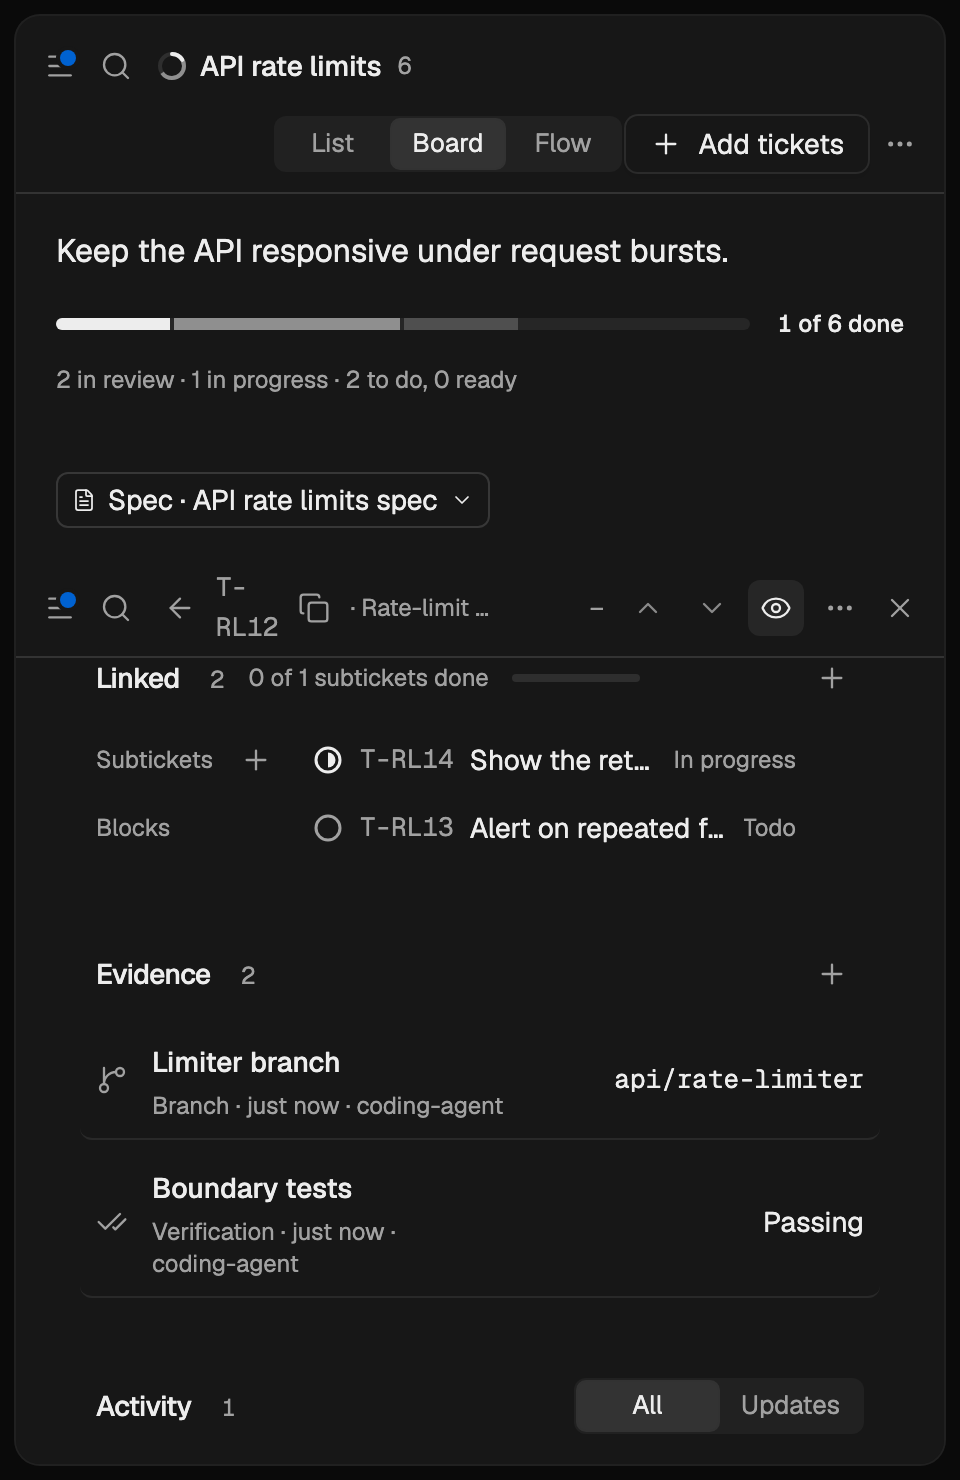 API rate limits 6
List Board Flow + Add tickets ...
Keep the API responsive under request bursts.
1 of 6 done
2 in review · 1 in progress · 2 to do, 0 ready
Spec · API rate limits spec
T-
RL12
· Rate-limit ...
–
Linked 2 0 of 1 subtickets done
Subtickets T-RL14 Show the ret... In progress
Blocks T-RL13 Alert on repeated f... Todo
Evidence 2
Limiter branch
Branch · just now · coding-agent
api/rate-limiter
Boundary tests
Verification · just now ·
coding-agent
Passing
Activity 1
All Updates